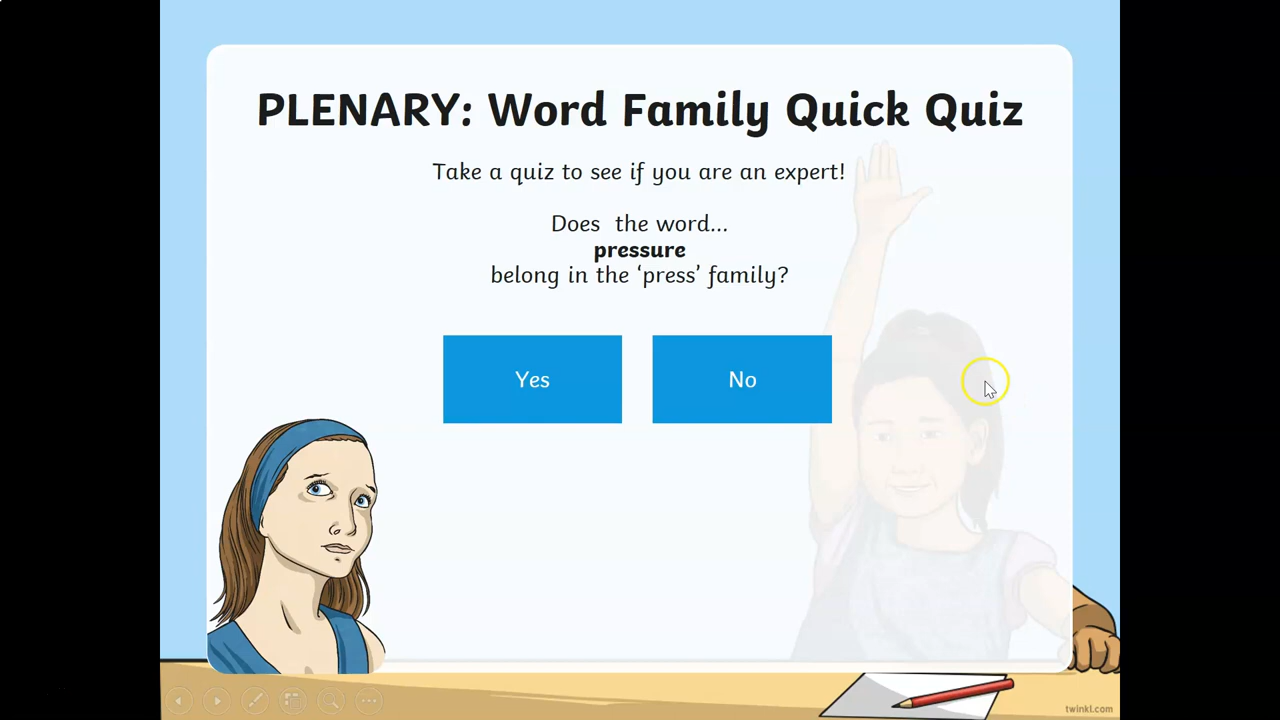 PLENARY: Word Family Quick Quiz
Take a quiz to see if you are an expert!
Does  the word...
pressure
belong in the ‘press’ family?
Yes
No
twinkl.com